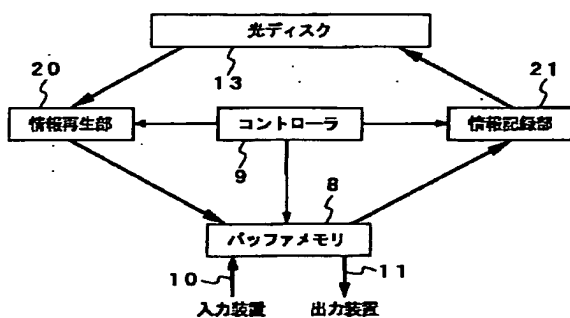 光ディスク
20
13
21
情報再生部
コントローラ
情報記録部
9
8
バッファメモリ
10
11
入力装置
出力装置